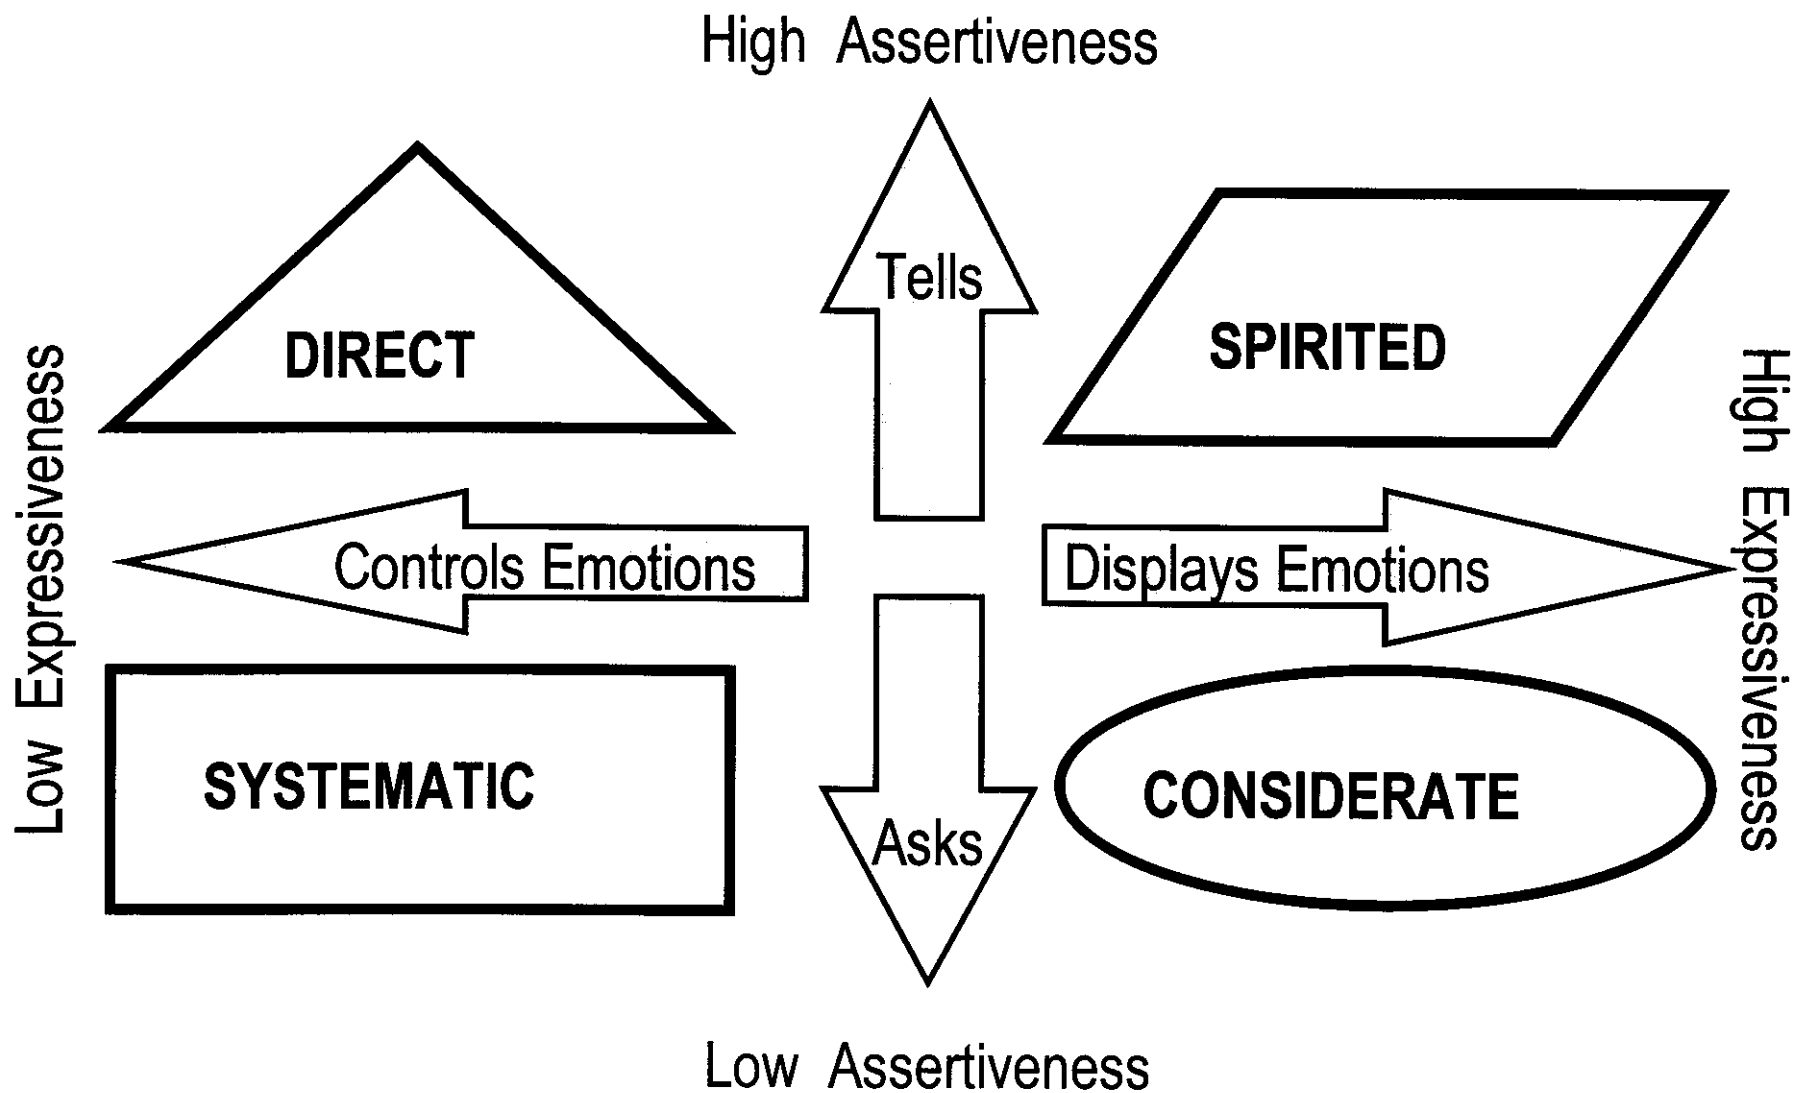 High Assertiveness
Tells
DIRECT
SPIRITED
Low Expressiveness
High Expressiveness
Controls Emotions
Displays Emotions
SYSTEMATIC
CONSIDERATE
Asks
Low Assertiveness